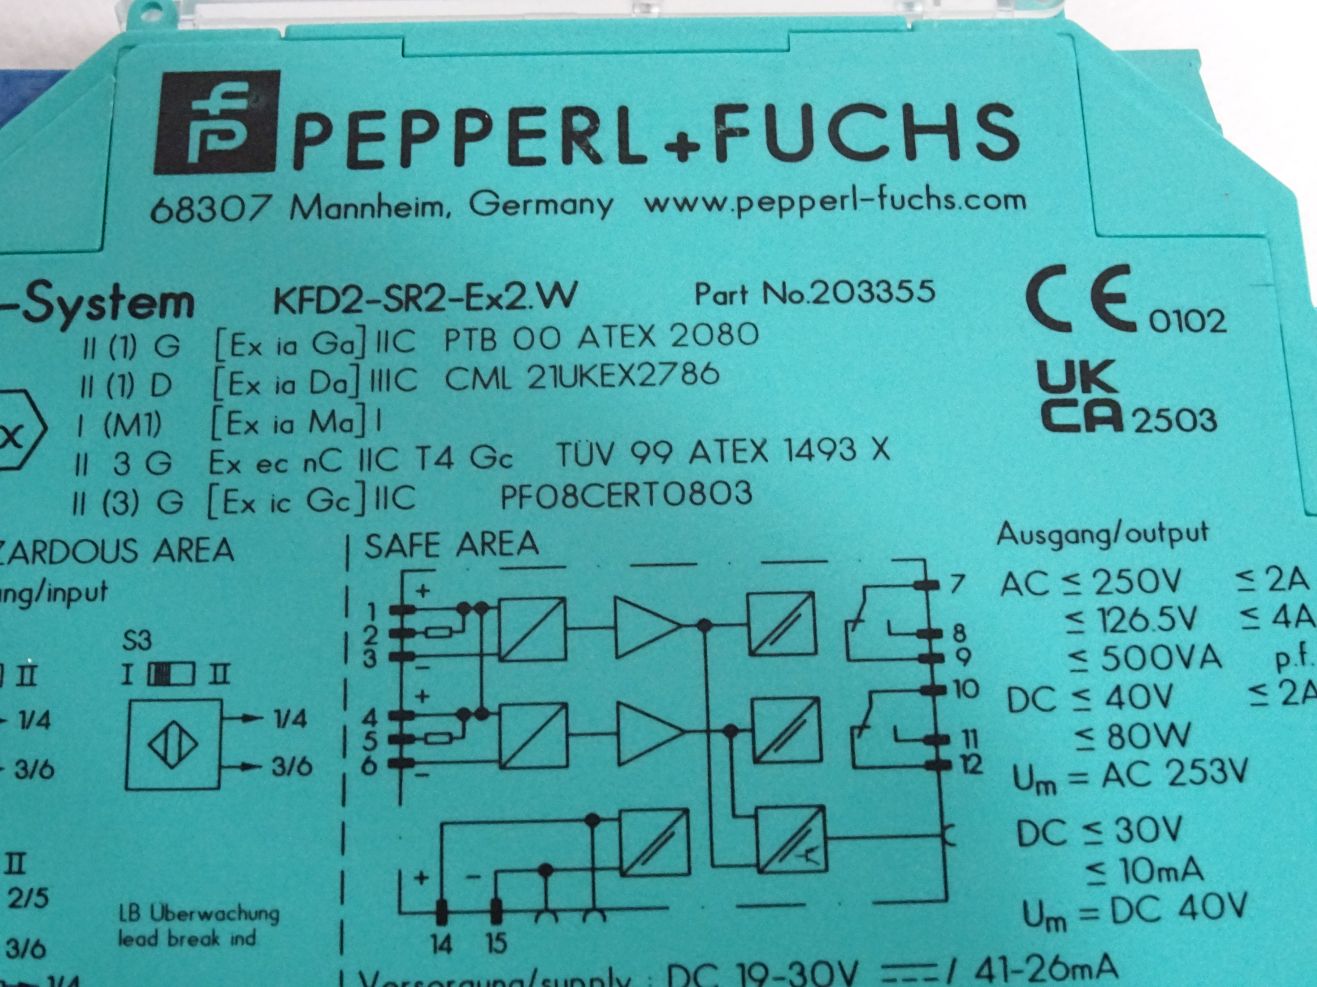 PEPPERL+FUCHS
68307 Mannheim, Germany www.pepperl-fuchs.com
-System KFD2-SR2-Ex2.W Part No.203355
CE 0102
II (1) G [Ex ia Ga] IIC PTB 00 ATEX 2080
II (1) D [Ex ia Da] IIIC CML 21UKEX2786
UK
CA 2503
I (M1) [Ex ia Ma] I
x
II 3 G Ex ec nC IIC T4 Gc TÜV 99 ATEX 1493 X
II (3) G [Ex ic Gc] IIC PF08CERT0803
ZARDOUS AREA
ng/input
S3
II
I II
1/4
1/4
3/6
3/6
II
2/5
3/6
1/4
LB Überwachung
lead break ind
SAFE AREA
+
1
2
3
-
+
4
5
6
-
7
8
9
10
11
12
+ -
14 15
Ausgang/output
AC ≤ 250V ≤ 2A
≤ 126.5V ≤ 4A
≤ 500VA p.f.
DC ≤ 40V ≤ 2A
≤ 80W
Um = AC 253V
DC ≤ 30V
≤ 10mA
Um = DC 40V
Versorgung/supply : DC 19-30V / 41-26mA